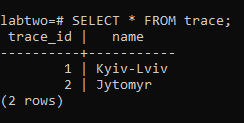 labtwo=# SELECT * FROM trace;
 trace_id |   name
----------+-----------
        1 | Kyiv-Lviv
        2 | Jytomyr
(2 rows)